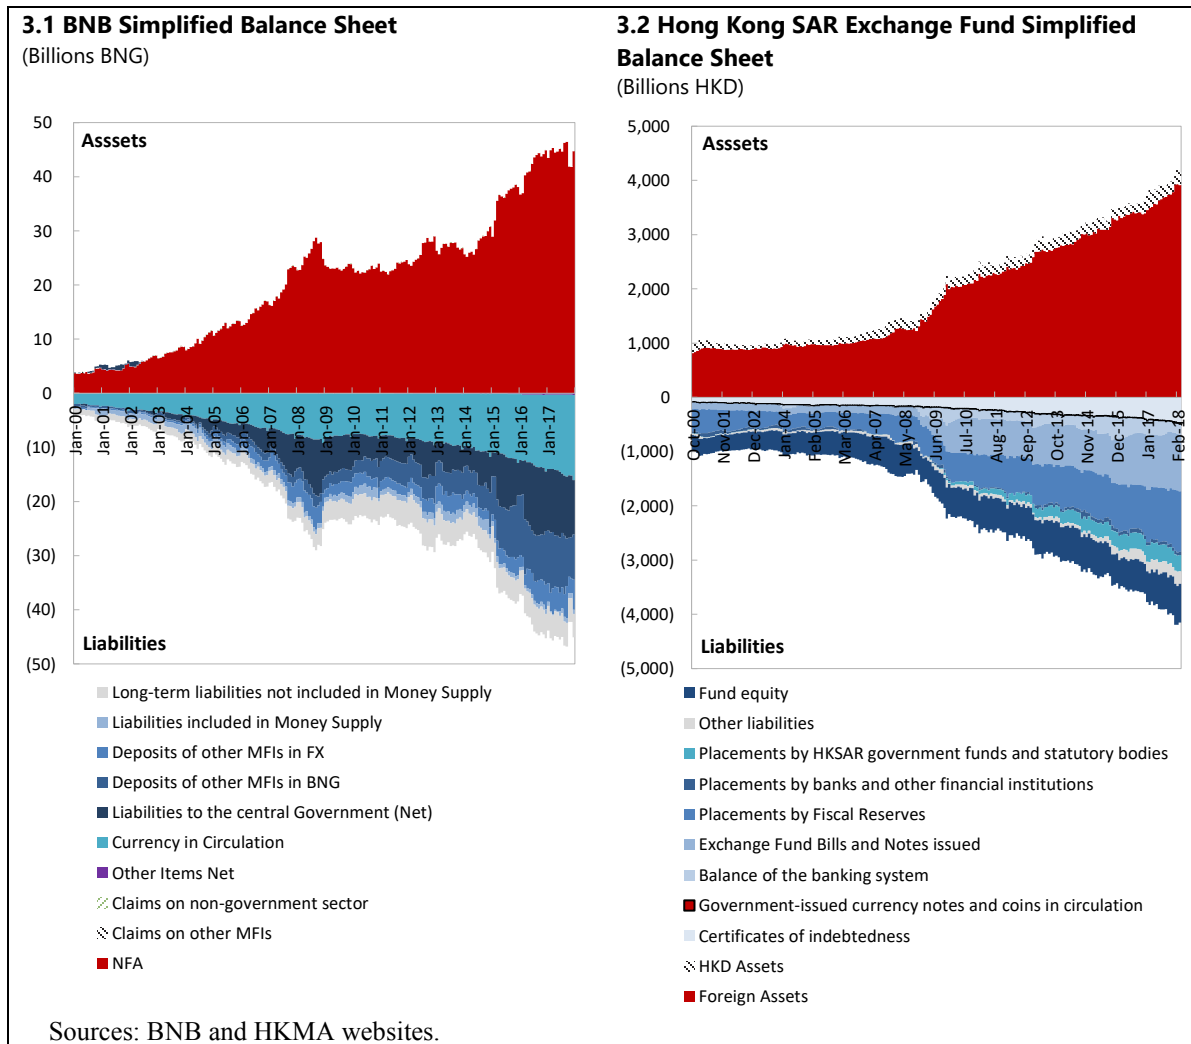 3.1 BNB Simplified Balance Sheet
(Billions BNG)
50
Asssets
40
30
20
10
0
Jan-00
Jan-01
Jan-02
Jan-03
Jan-04
Jan-05
Jan-06
Jan-07
Jan-08
Jan-09
Jan-10
Jan-11
Jan-12
Jan-13
Jan-14
Jan-15
Jan-16
Jan-17
(10)
(20)
(30)
(40)
Liabilities
(50)
Long-term liabilities not included in Money Supply
Liabilities included in Money Supply
Deposits of other MFIs in FX
Deposits of other MFIs in BNG
Liabilities to the central Government (Net)
Currency in Circulation
Other Items Net
Claims on non-government sector
Claims on other MFIs
NFA
3.2 Hong Kong SAR Exchange Fund Simplified
Balance Sheet
(Billions HKD)
5,000
Asssets
4,000
3,000
2,000
1,000
0
Oct-00
Nov-01
Dec-02
Jan-04
Feb-05
Mar-06
Apr-07
May-08
Jun-09
Jul-10
Aug-11
Sep-12
Oct-13
Nov-14
Dec-15
Jan-17
Feb-18
(1,000)
(2,000)
(3,000)
(4,000)
Liabilities
(5,000)
Fund equity
Other liabilities
Placements by HKSAR government funds and statutory bodies
Placements by banks and other financial institutions
Placements by Fiscal Reserves
Exchange Fund Bills and Notes issued
Balance of the banking system
Government-issued currency notes and coins in circulation
Certificates of indebtedness
HKD Assets
Foreign Assets
Sources: BNB and HKMA websites.